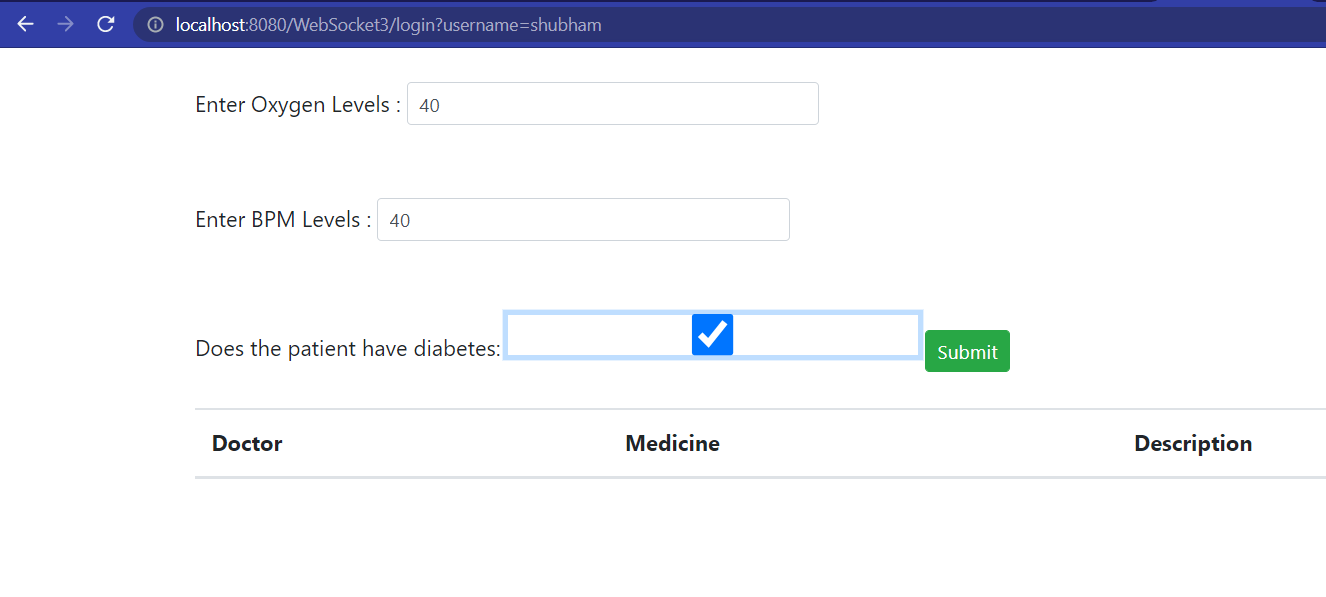 localhost:8080/WebSocket3/login?username=shubham
Enter Oxygen Levels : 40
Enter BPM Levels : 40
Does the patient have diabetes: Submit
Doctor Medicine Description